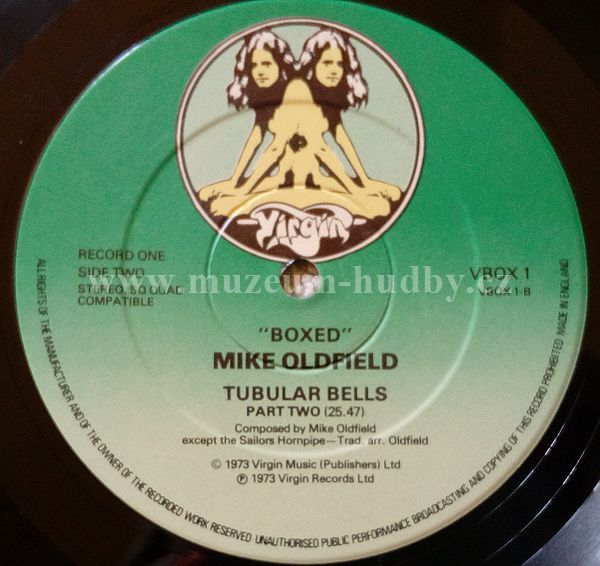 Virgin
RECORD ONE
SIDE TWO
STEREO, SQ QUAD
COMPATIBLE
VBOX 1
VBOX 1-B
www.muzeum-hudby.cz
"BOXED"
MIKE OLDFIELD
TUBULAR BELLS
PART TWO (25.47)
Composed by Mike Oldfield
except the Sailors Hornpipe—Trad. arr. Oldfield
© 1973 Virgin Music (Publishers) Ltd
℗ 1973 Virgin Records Ltd
ALL RIGHTS OF THE MANUFACTURER AND OF THE OWNER OF THE RECORDED WORK RESERVED UNAUTHORISED PUBLIC PERFORMANCE BROADCASTING AND COPYING OF THIS RECORD PROHIBITED MADE IN ENGLAND